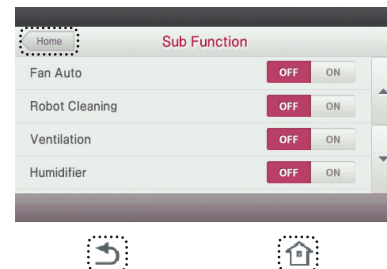 Home Sub Function
Fan Auto OFF ON
Robot Cleaning OFF ON
Ventilation OFF ON
Humidifier OFF ON